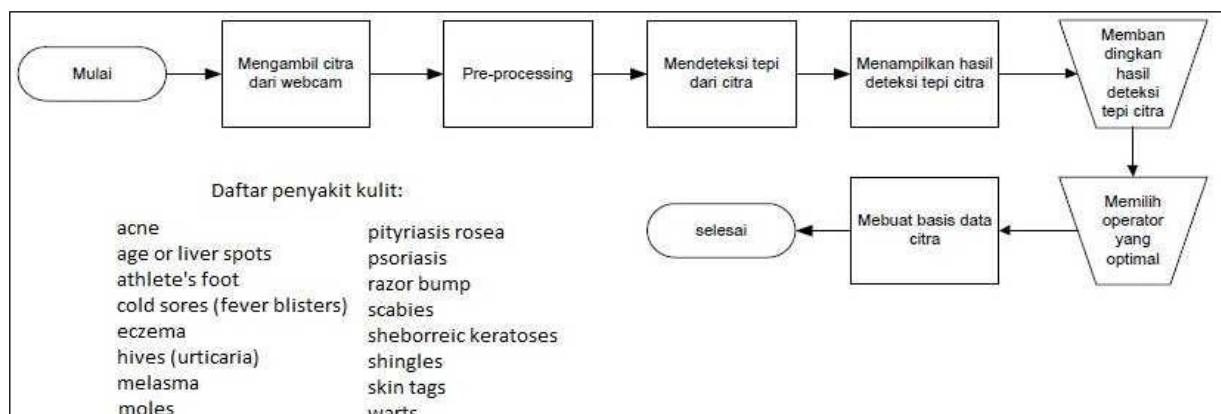 Mulai
Mengambil citra
dari webcam
Pre-processing
Mendeteksi tepi
dari citra
Menampilkan hasil
deteksi tepi citra
Memban
dingkan
hasil
deteksi
tepi citra
Memilih
operator
yang
optimal
Mebuat basis data
citra
selesai
Daftar penyakit kulit:
acne
age or liver spots
athlete's foot
cold sores (fever blisters)
eczema
hives (urticaria)
melasma
moles
pityriasis rosea
psoriasis
razor bump
scabies
sheborreic keratoses
shingles
skin tags
warts